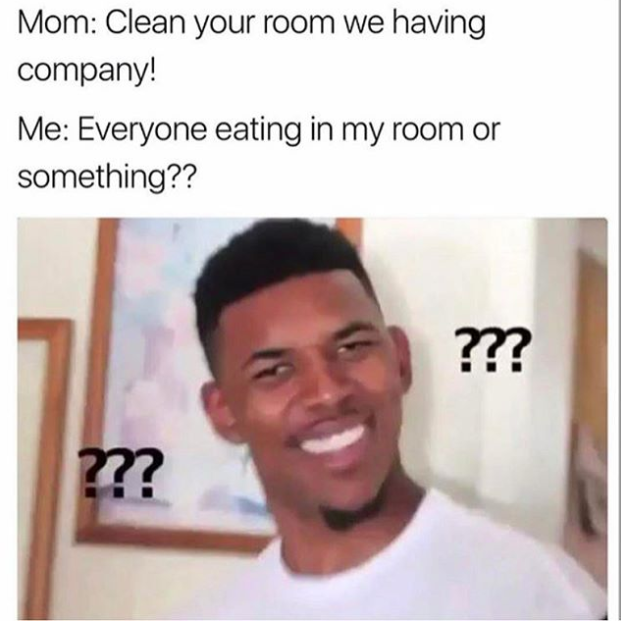 Mom: Clean your room we having
company!
Me: Everyone eating in my room or
something??
???
???